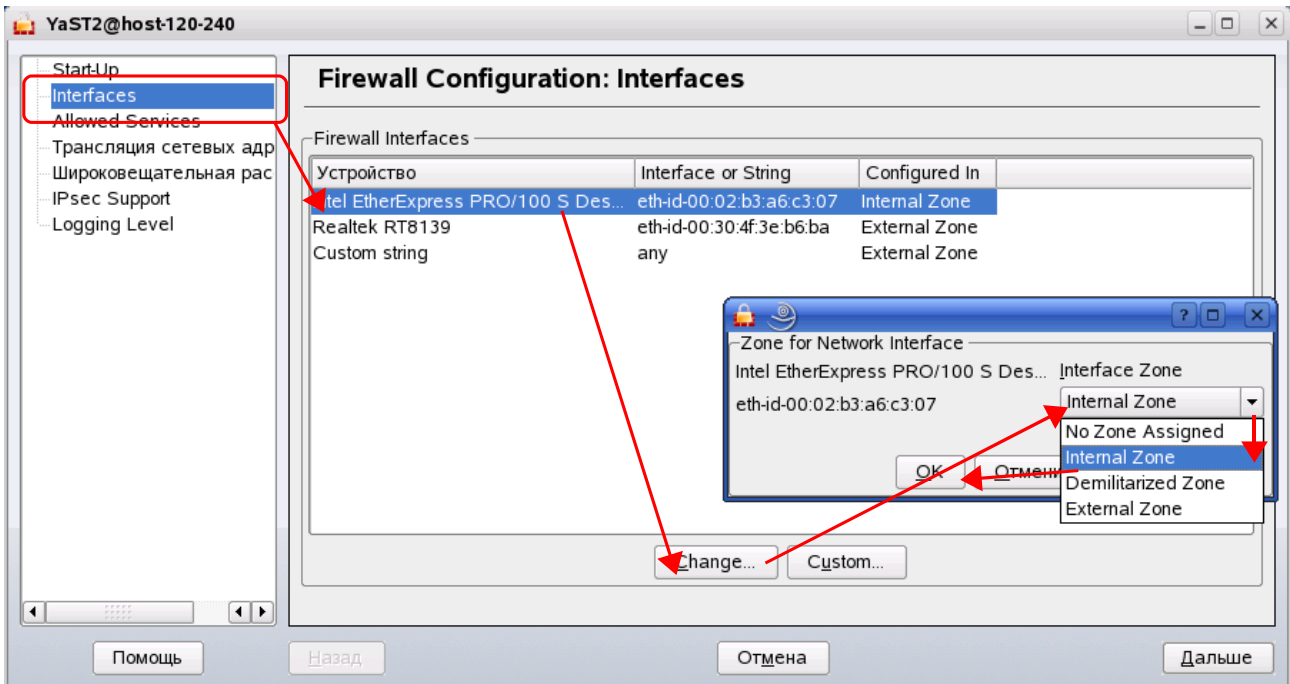 YaST2@host-120-240
Start-Up
Interfaces
Allowed Services
Трансляция сетевых адр
Широковещательная рас
IPsec Support
Logging Level
Firewall Configuration: Interfaces
Firewall Interfaces
Устройство Interface or String Configured In
Intel EtherExpress PRO/100 S Des... eth-id-00:02:b3:a6:c3:07 Internal Zone
Realtek RT8139 eth-id-00:30:4f:3e:b6:ba External Zone
Custom string any External Zone
Zone for Network Interface
Intel EtherExpress PRO/100 S Des... Interface Zone
eth-id-00:02:b3:a6:c3:07 Internal Zone
No Zone Assigned
Internal Zone
Demilitarized Zone
External Zone
OK Отмени
Change... Custom...
Помощь Назад Отмена Дальше